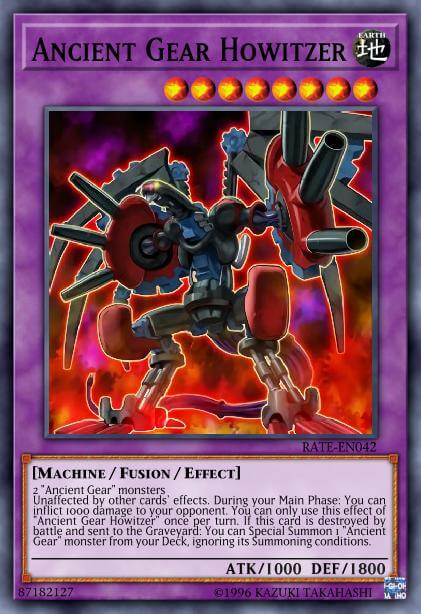 ANCIENT GEAR HOWITZER
EARTH
地
RATE-EN042
[MACHINE / FUSION / EFFECT]
2 "Ancient Gear" monsters
Unaffected by other cards' effects. During your Main Phase: You can
inflict 1000 damage to your opponent. You can only use this effect of
"Ancient Gear Howitzer" once per turn. If this card is destroyed by
battle and sent to the Graveyard: You can Special Summon 1 "Ancient
Gear" monster from your Deck, ignoring its Summoning conditions.
ATK/1000 DEF/1800
87182127
©1996 KAZUKI TAKAHASHI